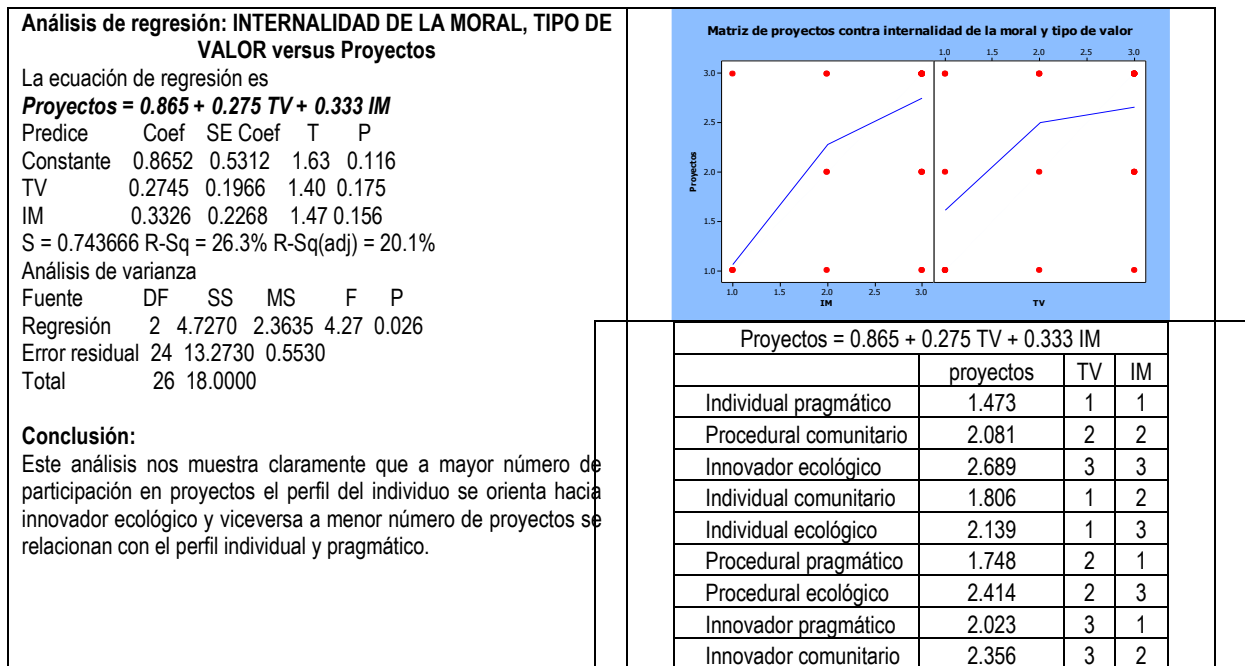 Análisis de regresión: INTERNALIDAD DE LA MORAL, TIPO DE
VALOR versus Proyectos
La ecuación de regresión es
Proyectos = 0.865 + 0.275 TV + 0.333 IM
Predice Coef SE Coef T P
Constante 0.8652 0.5312 1.63 0.116
TV 0.2745 0.1966 1.40 0.175
IM 0.3326 0.2268 1.47 0.156
S = 0.743666 R-Sq = 26.3% R-Sq(adj) = 20.1%
Análisis de varianza
Fuente DF SS MS F P
Regresión 2 4.7270 2.3635 4.27 0.026
Error residual 24 13.2730 0.5530
Total 26 18.0000
Conclusión:
Este análisis nos muestra claramente que a mayor número de
participación en proyectos el perfil del individuo se orienta hacia
innovador ecológico y viceversa a menor número de proyectos se
relacionan con el perfil individual y pragmático.
Matriz de proyectos contra internalidad de la moral y tipo de valor
1.0 1.5 2.0 2.5 3.0
3.0
2.5
2.0
1.5
1.0
Proyectos
1.0 1.5 2.0 2.5 3.0
IM TV
Proyectos = 0.865 + 0.275 TV + 0.333 IM
proyectos TV IM
Individual pragmático 1.473 1 1
Procedural comunitario 2.081 2 2
Innovador ecológico 2.689 3 3
Individual comunitario 1.806 1 2
Individual ecológico 2.139 1 3
Procedural pragmático 1.748 2 1
Procedural ecológico 2.414 2 3
Innovador pragmático 2.023 3 1
Innovador comunitario 2.356 3 2